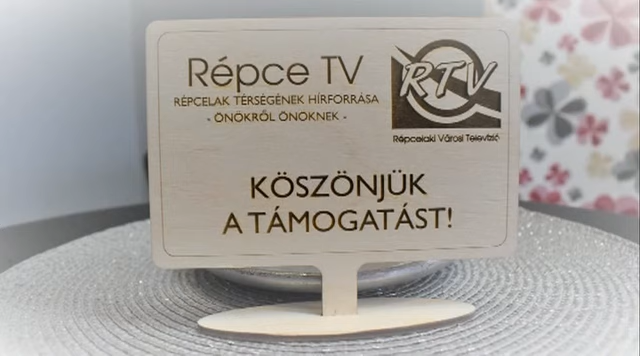 Répce TV
RÉPCELAK TÉRSÉGÉNEK HÍRFORRÁSA
- ÖNÖKRŐL ÖNÖKNEK -
RTV
Répcelaki Városi Televízió
KÖSZÖNJÜK
A TÁMOGATÁST!